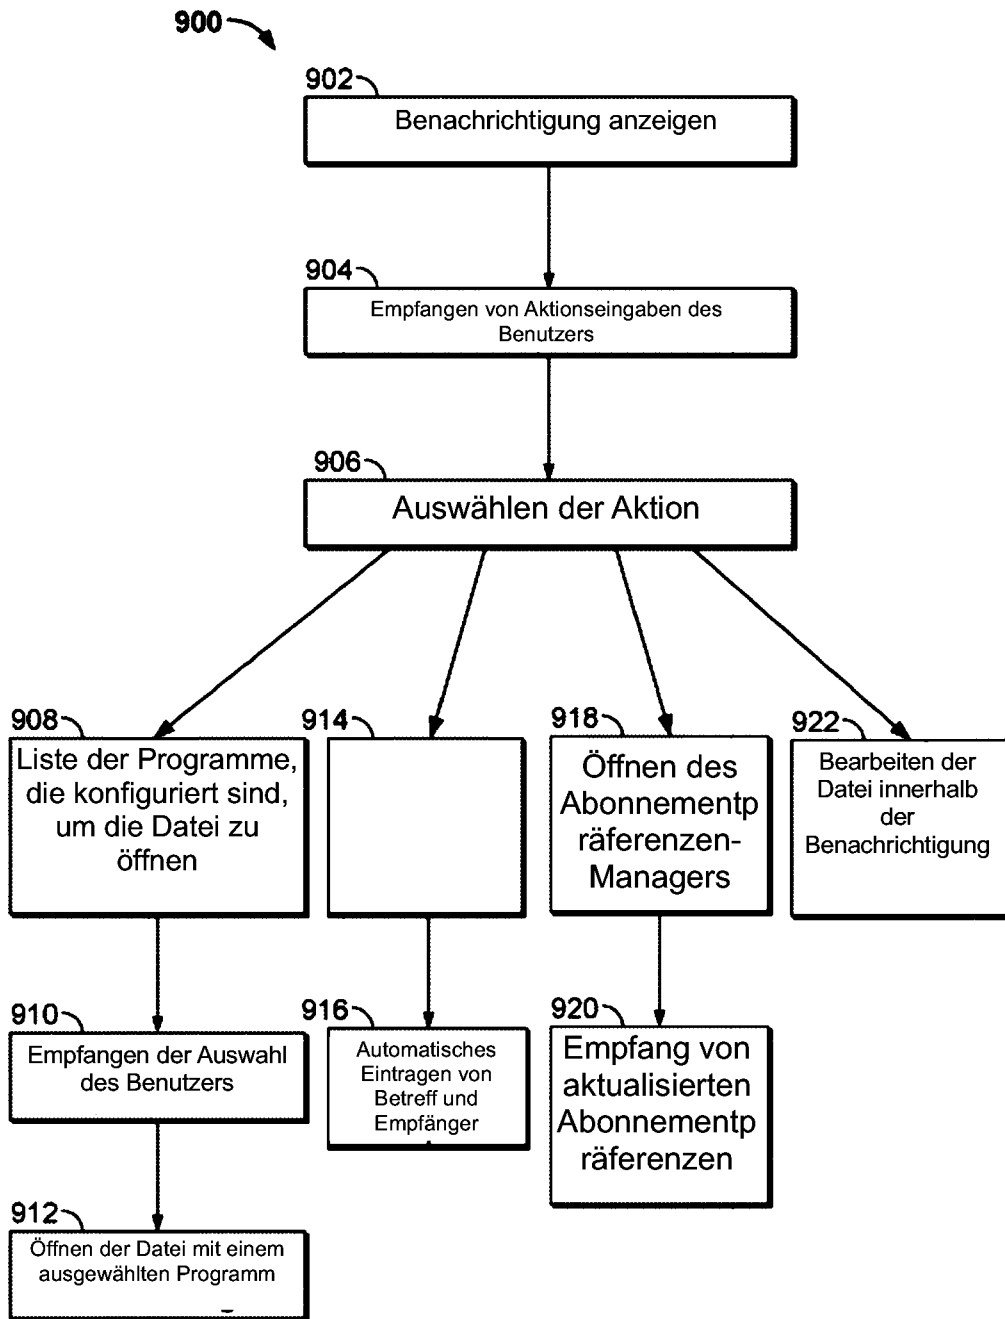 900
902
Benachrichtigung anzeigen
904
Empfangen von Aktionseingaben des
Benutzers
906
Auswählen der Aktion
908
Liste der Programme,
die konfiguriert sind,
um die Datei zu
öffnen
914
918
Öffnen des
Abonnementp
räferenzen-
Managers
922
Bearbeiten der
Datei innerhalb
der
Benachrichtigung
910
Empfangen der Auswahl
des Benutzers
916
Automatisches
Eintragen von
Betreff und
Empfänger
920
Empfang von
aktualisierten
Abonnementp
räferenzen
912
Öffnen der Datei mit einem
ausgewählten Programm